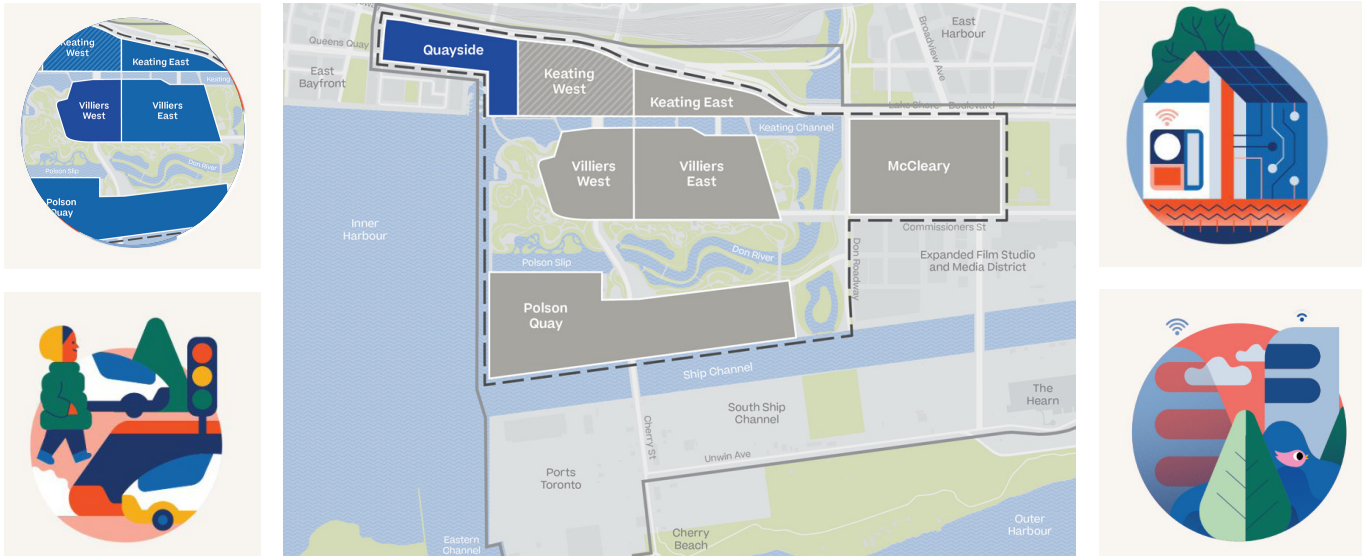 Keating
West
Keating East
Keating
Villiers
West
Villiers
East
Don River
Polson Slip
Polson
Quay
Queens Quay
East
Bayfront
Quayside
Keating
West
Keating East
Broadview Ave
East
Harbour
Lake Shore Boulevard
Keating Channel
Villiers
West
Villiers
East
McCleary
Commissioners St
Inner
Harbour
Polson Slip
Don River
Don Roadway
Expanded Film Studio
and Media District
Polson
Quay
Ship Channel
The
Hearn
South Ship
Channel
Cherry St
Unwin Ave
Ports
Toronto
Outer
Harbour
Cherry
Beach
Eastern
Channel